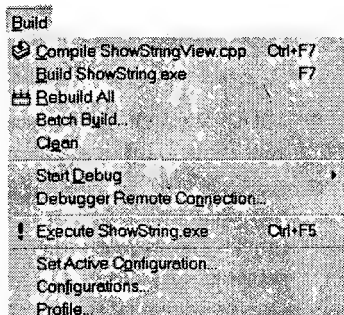 Build
Compile ShowStringView.cpp Ctrl+F7
Build ShowString.exe F7
Rebuild All
Batch Build...
Clean
Start Debug
Debugger Remote Connection...
Execute ShowString.exe Ctrl+F5
Set Active Configuration...
Configurations...
Profile...